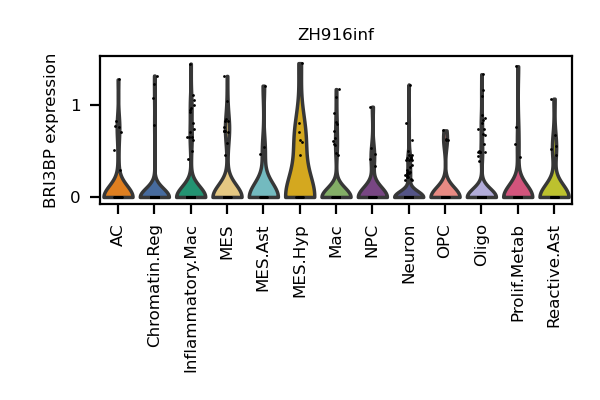 ZH916inf
BRI3BP expression
1
0
AC
Chromatin.Reg
Inflammatory.Mac
MES
MES.Ast
MES.Hyp
Mac
NPC
Neuron
OPC
Oligo
Prolif.Metab
Reactive.Ast